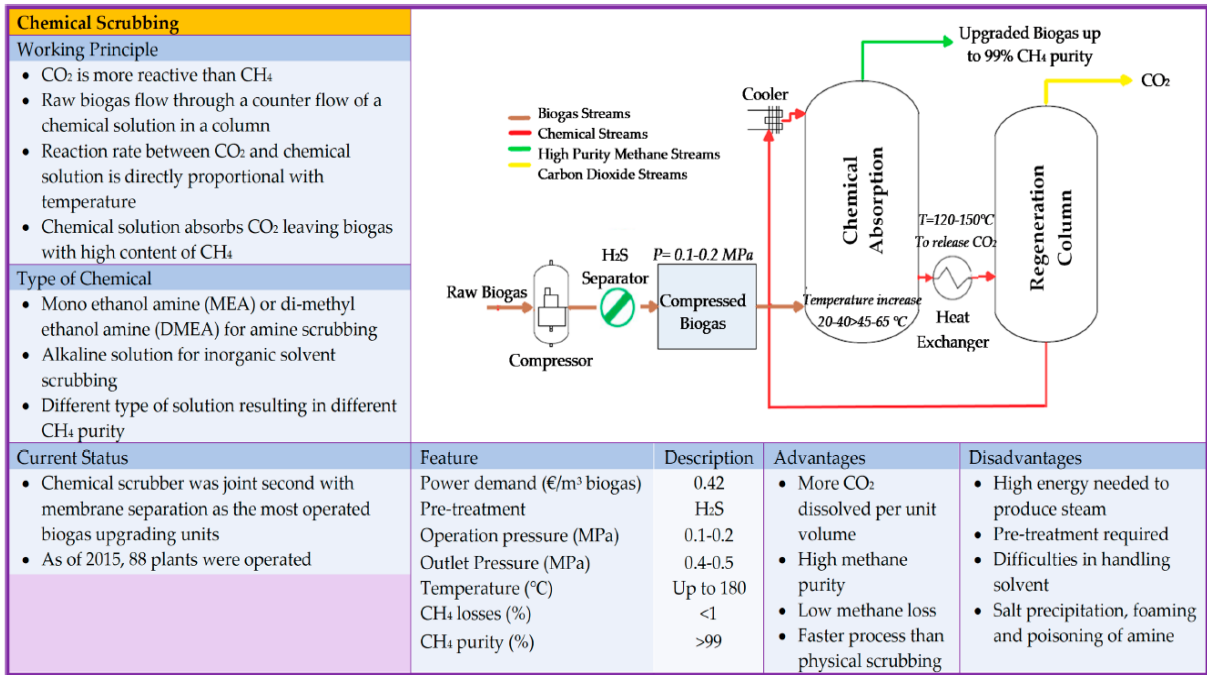 Chemical Scrubbing
Working Principle
• CO₂ is more reactive than CH₄
• Raw biogas flow through a counter flow of a
chemical solution in a column
• Reaction rate between CO₂ and chemical
solution is directly proportional with
temperature
• Chemical solution absorbs CO₂ leaving biogas
with high content of CH₄
Type of Chemical
• Mono ethanol amine (MEA) or di-methyl
ethanol amine (DMEA) for amine scrubbing
• Alkaline solution for inorganic solvent
scrubbing
• Different type of solution resulting in different
CH₄ purity
Biogas Streams
Chemical Streams
High Purity Methane Streams
Carbon Dioxide Streams
Raw Biogas
Compressor
H₂S
Separator
P= 0.1-0.2 MPa
Compressed
Biogas
Cooler
Chemical
Absorption
Temperature increase
20-40>45-65 ℃
Upgraded Biogas up
to 99% CH₄ purity
T=120-150℃
To release CO₂
Heat
Exchanger
Regeneration
Column
CO₂
Current Status
• Chemical scrubber was joint second with
membrane separation as the most operated
biogas upgrading units
• As of 2015, 88 plants were operated
Feature Description
Power demand (€/m³ biogas) 0.42
Pre-treatment H₂S
Operation pressure (MPa) 0.1-0.2
Outlet Pressure (MPa) 0.4-0.5
Temperature (℃) Up to 180
CH₄ losses (%) <1
CH₄ purity (%) >99
Advantages
• More CO₂
dissolved per unit
volume
• High methane
purity
• Low methane loss
• Faster process than
physical scrubbing
Disadvantages
• High energy needed to
produce steam
• Pre-treatment required
• Difficulties in handling
solvent
• Salt precipitation, foaming
and poisoning of amine